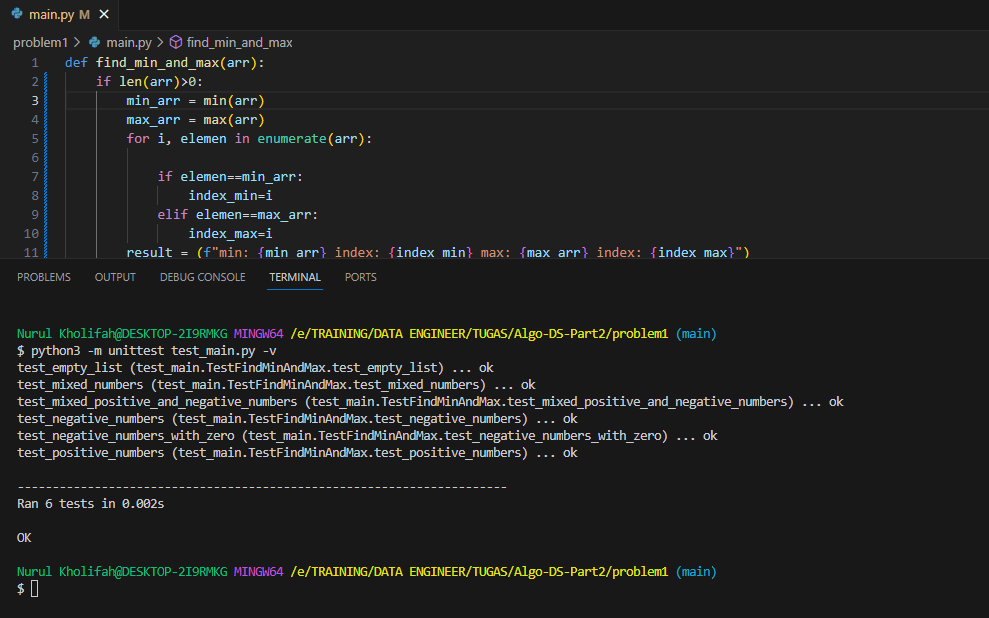 main.py M ✕
problem1 > main.py > find_min_and_max
1 def find_min_and_max(arr):
2 if len(arr)>0:
3 min_arr = min(arr)
4 max_arr = max(arr)
5 for i, elemen in enumerate(arr):
6
7 if elemen==min_arr:
8 index_min=i
9 elif elemen==max_arr:
10 index_max=i
11 result = (f"min: {min_arr} index: {index_min} max: {max_arr} index: {index_max}")
PROBLEMS OUTPUT DEBUG CONSOLE TERMINAL PORTS
Nurul Kholifah@DESKTOP-2I9RMKG MINGW64 /e/TRAINING/DATA ENGINEER/TUGAS/Algo-DS-Part2/problem1 (main)
$ python3 -m unittest test_main.py -v
test_empty_list (test_main.TestFindMinAndMax.test_empty_list) ... ok
test_mixed_numbers (test_main.TestFindMinAndMax.test_mixed_numbers) ... ok
test_mixed_positive_and_negative_numbers (test_main.TestFindMinAndMax.test_mixed_positive_and_negative_numbers) ... ok
test_negative_numbers (test_main.TestFindMinAndMax.test_negative_numbers) ... ok
test_negative_numbers_with_zero (test_main.TestFindMinAndMax.test_negative_numbers_with_zero) ... ok
test_positive_numbers (test_main.TestFindMinAndMax.test_positive_numbers) ... ok
----------------------------------------------------------------------
Ran 6 tests in 0.002s
OK
Nurul Kholifah@DESKTOP-2I9RMKG MINGW64 /e/TRAINING/DATA ENGINEER/TUGAS/Algo-DS-Part2/problem1 (main)
$